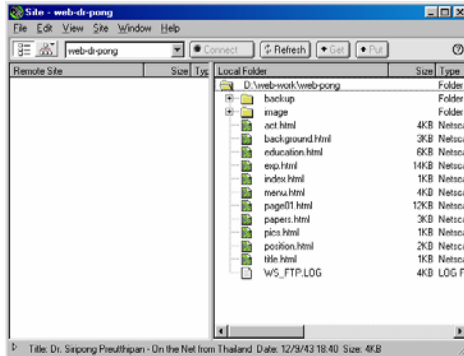 Site - web-dr-pong
File Edit View Site Window Help
web-dr-pong Connect Refresh Get Put
Remote Site Size Typ Local Folder Size Type
D:\web-work\web-pong Folder
backup Folder
image Folder
act.html 4KB Netsca
background.html 3KB Netsca
education.html 6KB Netsca
exp.html 14KB Netsca
index.html 1KB Netsca
menu.html 4KB Netsca
page01.html 12KB Netsca
papers.html 3KB Netsca
pics.html 1KB Netsca
position.html 2KB Netsca
title.html 1KB Netsca
WS_FTP.LOG 4KB LOG F
Title: Dr. Siripong Preutthipan - On the Net from Thailand Date: 12/9/43 18:40 Size: 4KB